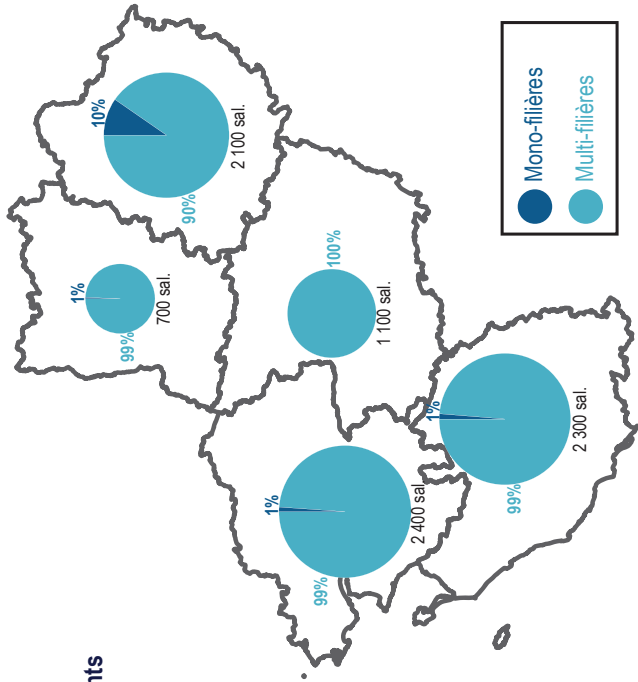 nts
1%
99%
700 sal.
10%
90%
2 100 sal.
100%
1 100 sal.
1%
99%
2 400 sal.
1%
99%
2 300 sal.
Mono-filières
Multi-filières